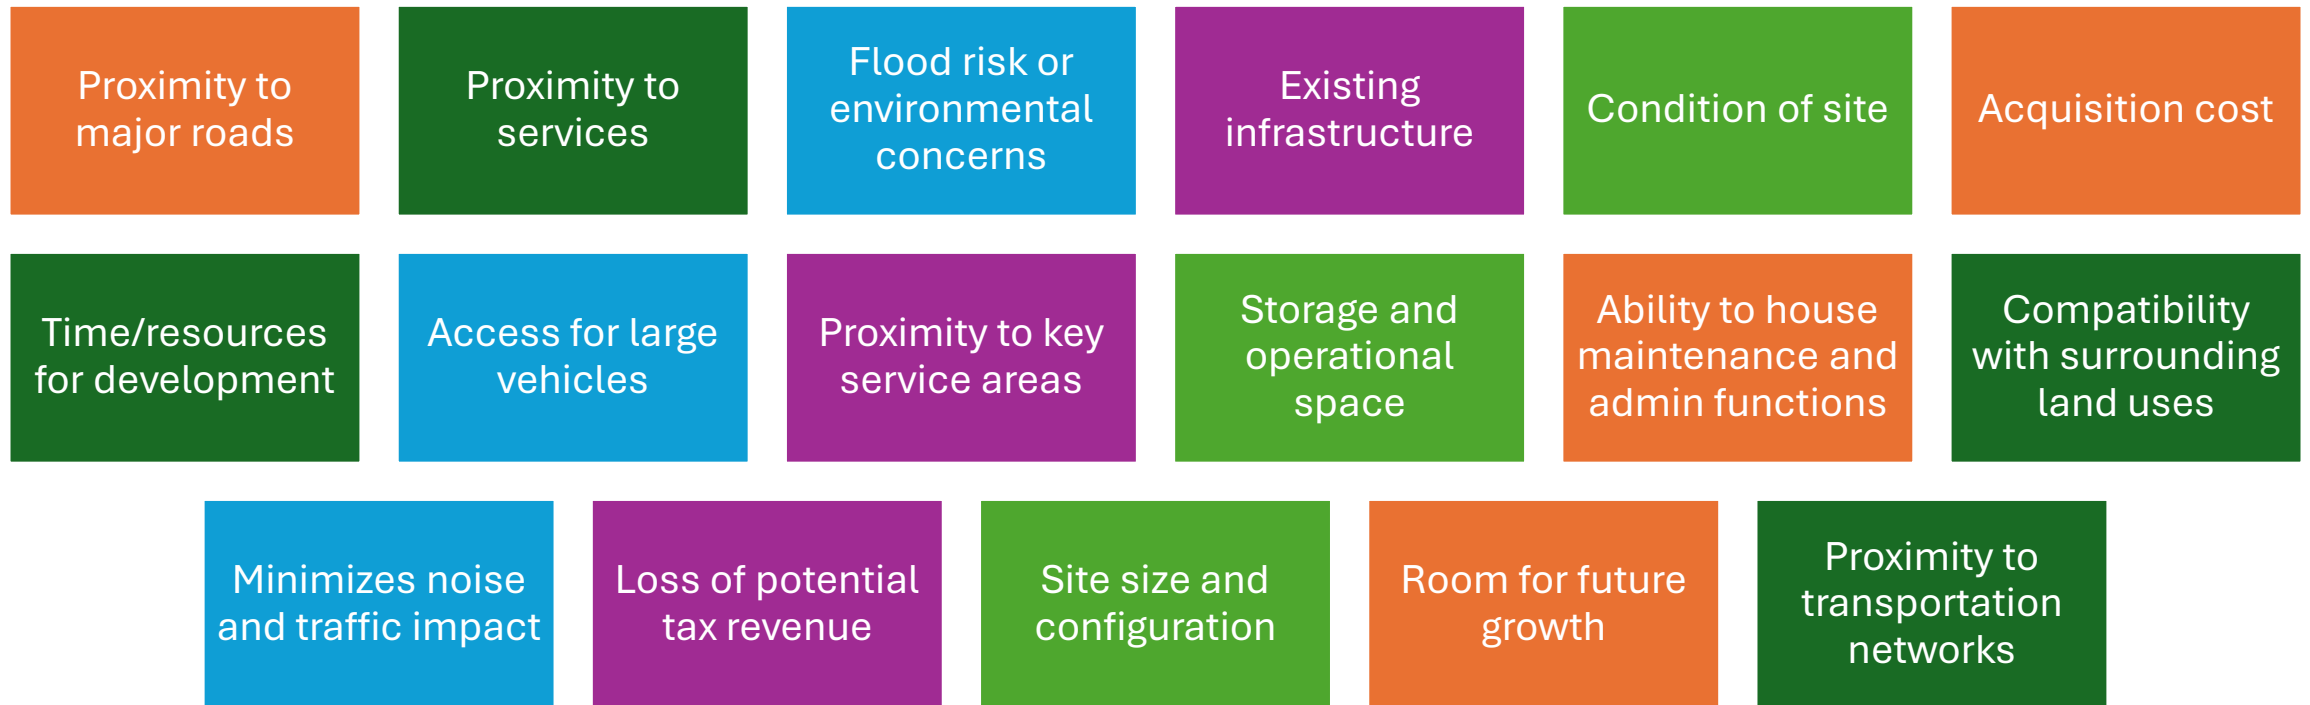 Proximity to
major roads
Proximity to
services
Flood risk or
environmental
concerns
Existing
infrastructure
Condition of site
Acquisition cost
Time/resources
for development
Access for large
vehicles
Proximity to key
service areas
Storage and
operational
space
Ability to house
maintenance and
admin functions
Compatibility
with surrounding
land uses
Minimizes noise
and traffic impact
Loss of potential
tax revenue
Site size and
configuration
Room for future
growth
Proximity to
transportation
networks